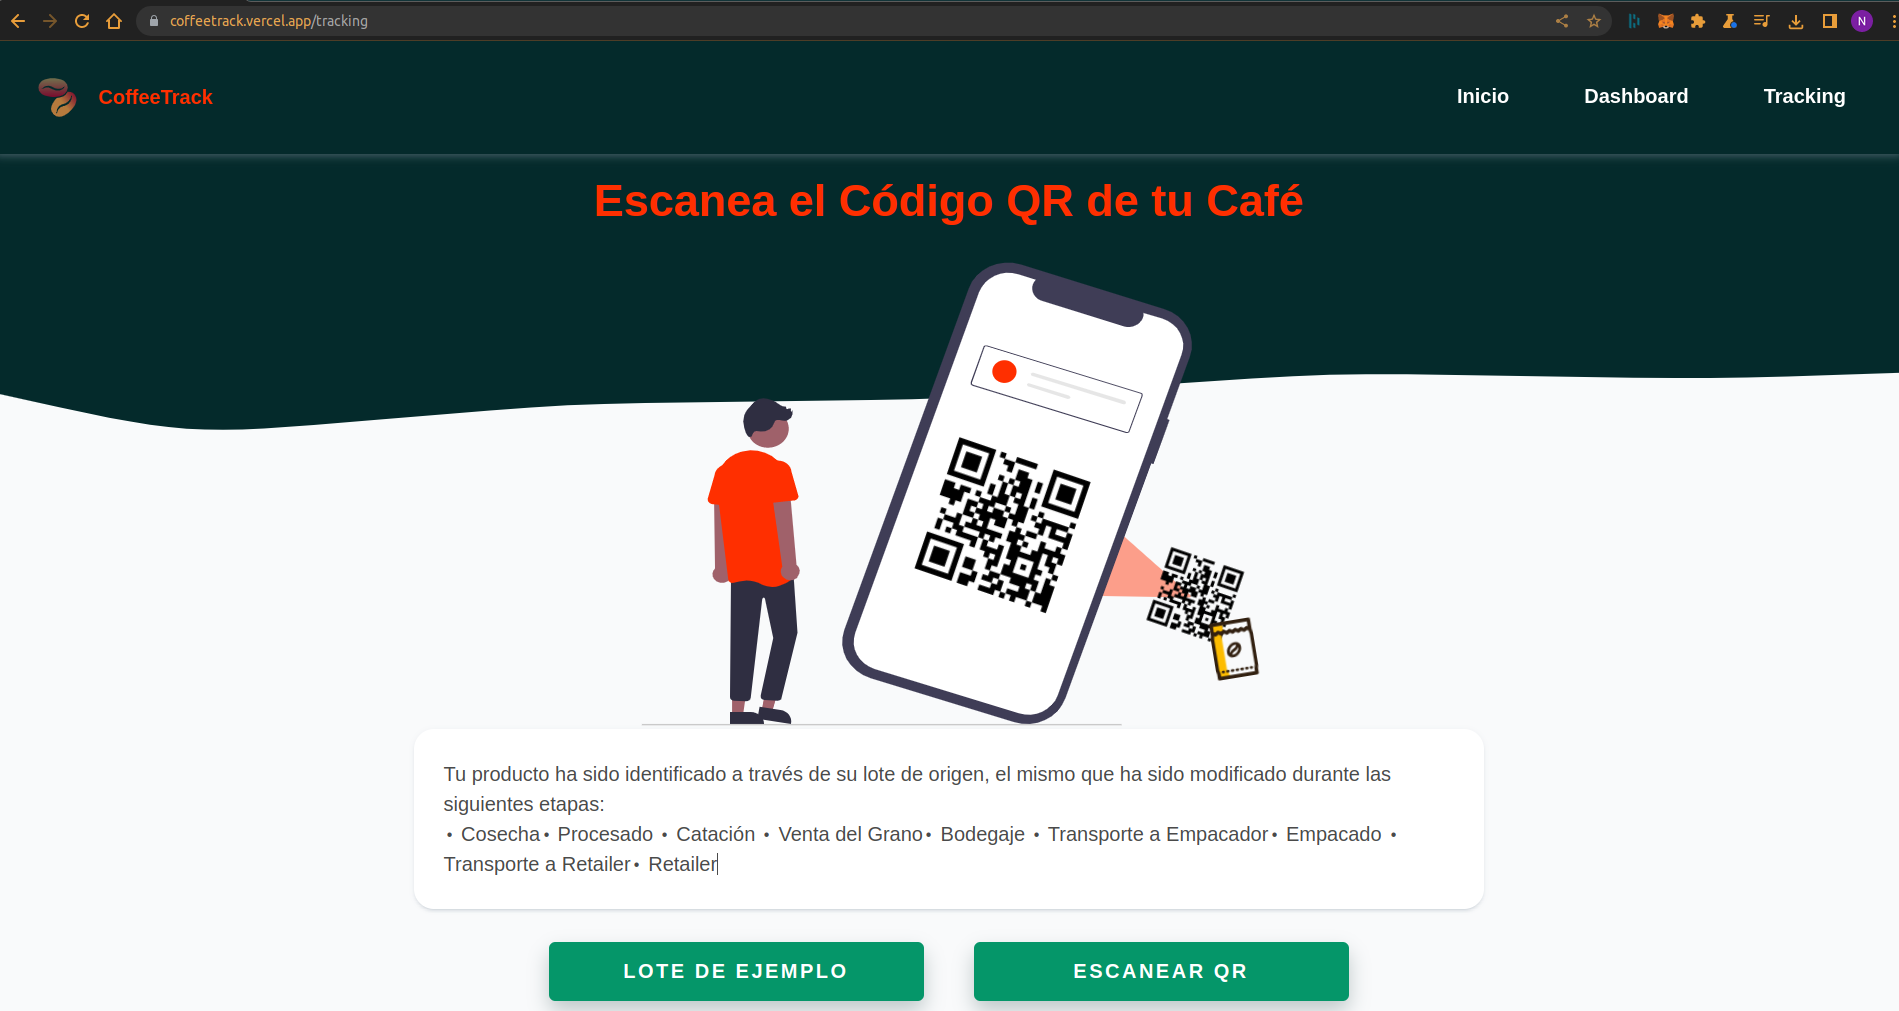 coffeetrack.vercel.app/tracking
N
CoffeeTrack
Inicio
Dashboard
Tracking
Escanea el Código QR de tu Café
Tu producto ha sido identificado a través de su lote de origen, el mismo que ha sido modificado durante las
siguientes etapas:
• Cosecha• Procesado • Catación • Venta del Grano• Bodegaje • Transporte a Empacador• Empacado •
Transporte a Retailer• Retailer
LOTE DE EJEMPLO
ESCANEAR QR